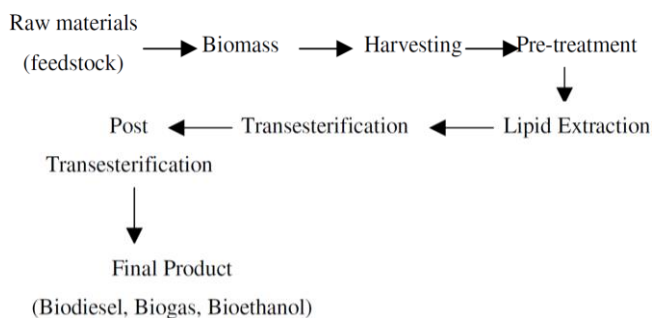 Raw materials
(feedstock)
Biomass
Harvesting
Pre-treatment
Lipid Extraction
Transesterification
Post
Transesterification
Final Product
(Biodiesel, Biogas, Bioethanol)